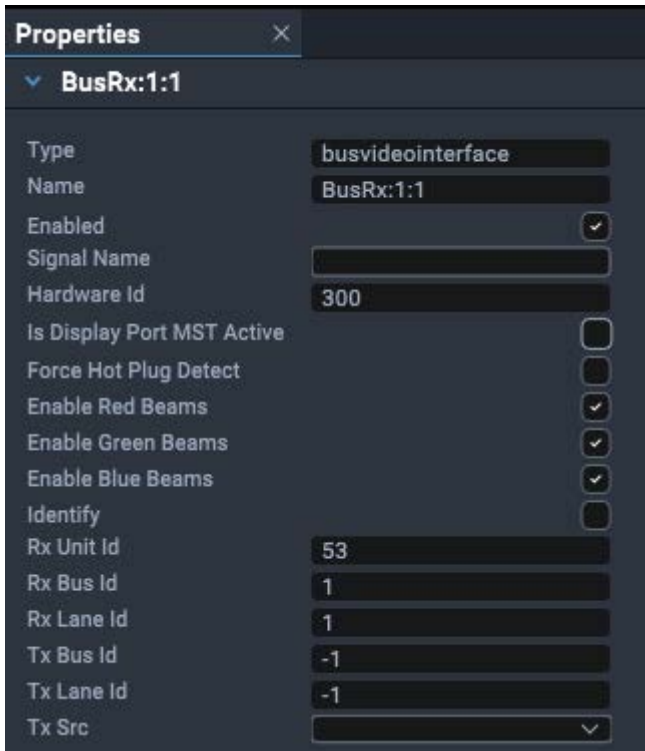 Properties
BusRx:1:1
Type busvideointerface
Name BusRx:1:1
Enabled
Signal Name
Hardware Id 300
Is Display Port MST Active
Force Hot Plug Detect
Enable Red Beams
Enable Green Beams
Enable Blue Beams
Identify
Rx Unit Id 53
Rx Bus Id 1
Rx Lane Id 1
Tx Bus Id -1
Tx Lane Id -1
Tx Src